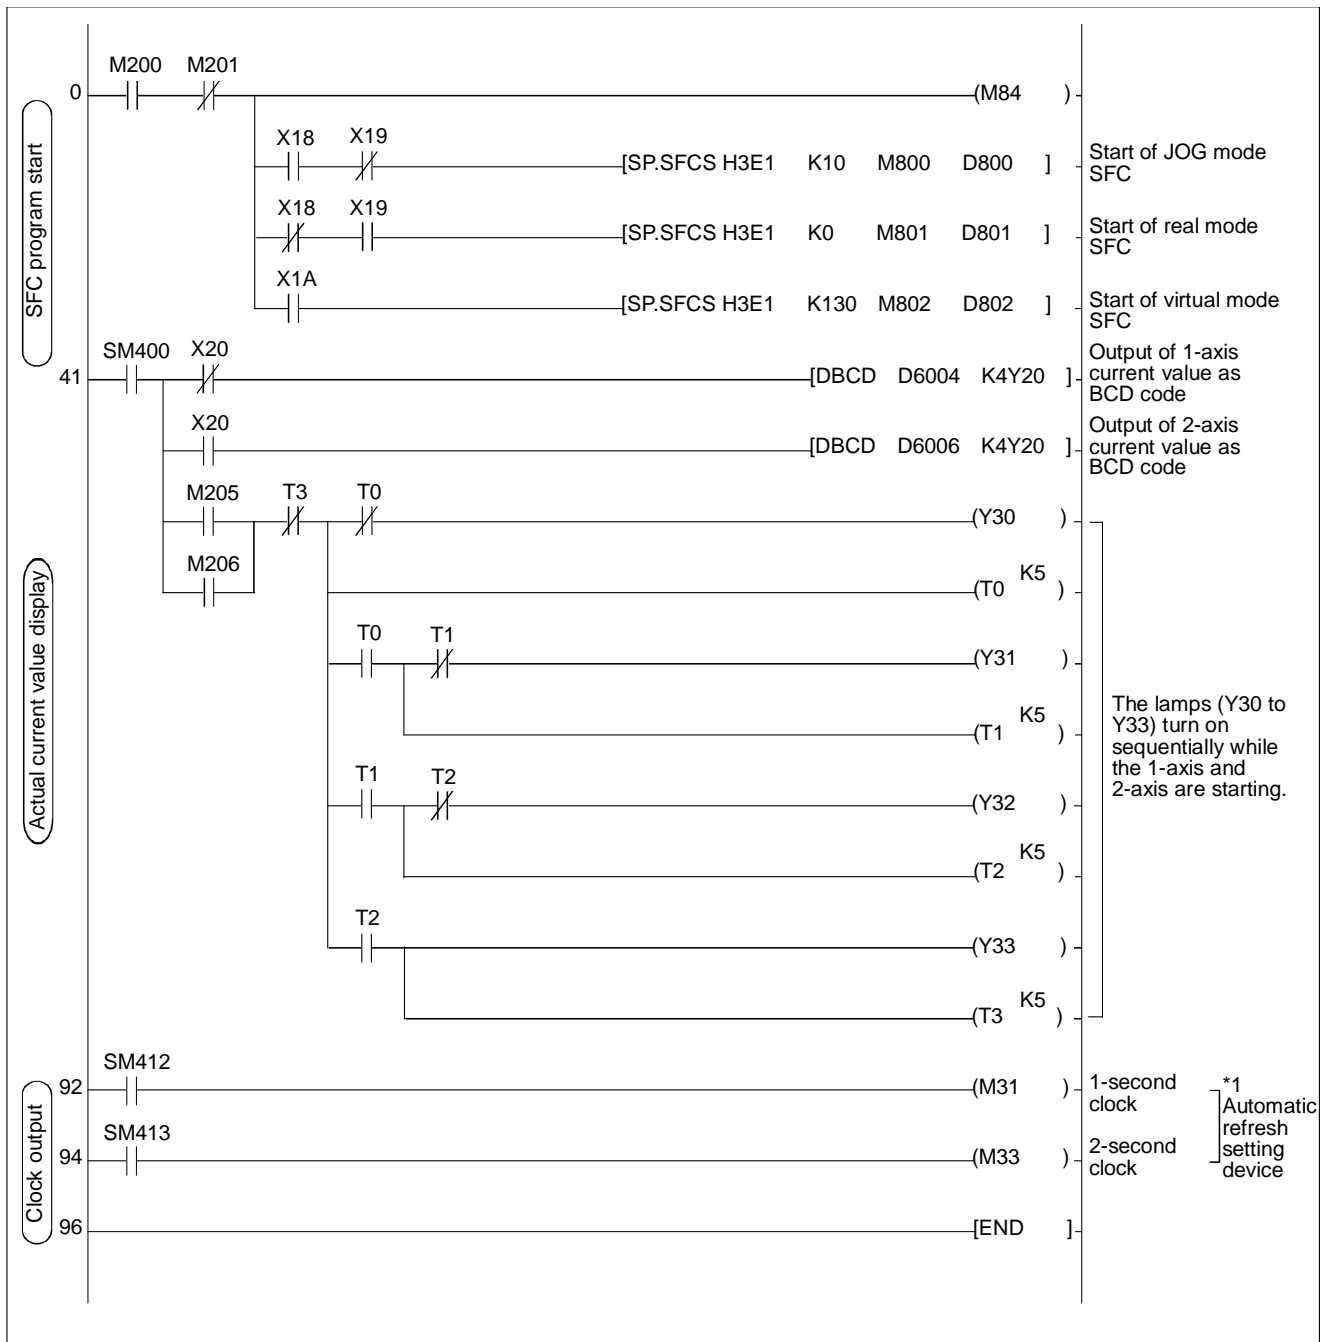 M200 M201
0 (M84 )
SFC program start
X18 X19
[SP.SFCS H3E1 K10 M800 D800 ] Start of JOG mode
SFC
X18 X19
[SP.SFCS H3E1 K0 M801 D801 ] Start of real mode
SFC
X1A
[SP.SFCS H3E1 K130 M802 D802 ] Start of virtual mode
SFC
SM400 X20
41 [DBCD D6004 K4Y20 ] Output of 1-axis
current value as
BCD code
X20
[DBCD D6006 K4Y20 ] Output of 2-axis
current value as
BCD code
Actual current value display
M205 T3 T0
(Y30 )
M206
K5
(T0 )
T0 T1
(Y31 )
K5
(T1 )
The lamps (Y30 to
Y33) turn on
sequentially while
the 1-axis and
2-axis are starting.
T1 T2
(Y32 )
K5
(T2 )
T2
(Y33 )
K5
(T3 )
Clock output
SM412
92 (M31 ) 1-second
clock
SM413
94 (M33 ) 2-second
clock
*1
Automatic
refresh
setting
device
96 [END ]